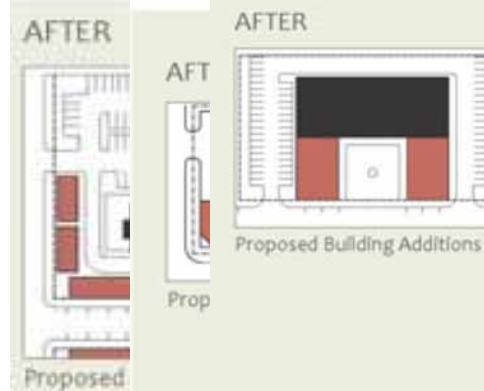 AFTER
Proposed
AFT
Prop
AFTER
Proposed Building Additions